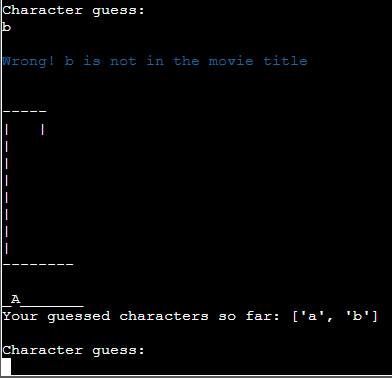 Character guess:
b
Wrong! b is not in the movie title
-----
|   |
|
|
|
|
|
|
|
--------
_A_______
Your guessed characters so far: ['a', 'b']
Character guess: